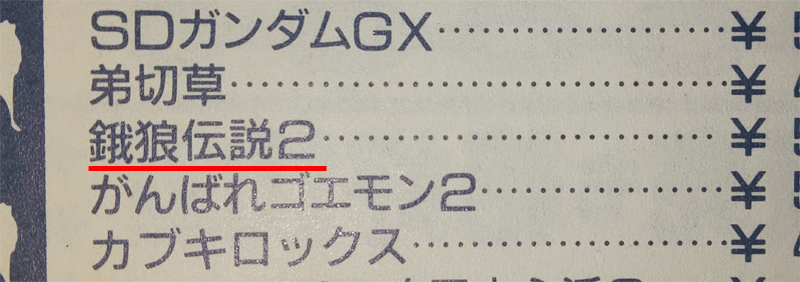 SDガンダムGX……………………¥
弟切草……………………………¥
鋨狼伝説2………………………¥
がんばれゴエモン2………………¥
カブキロックス……………………¥